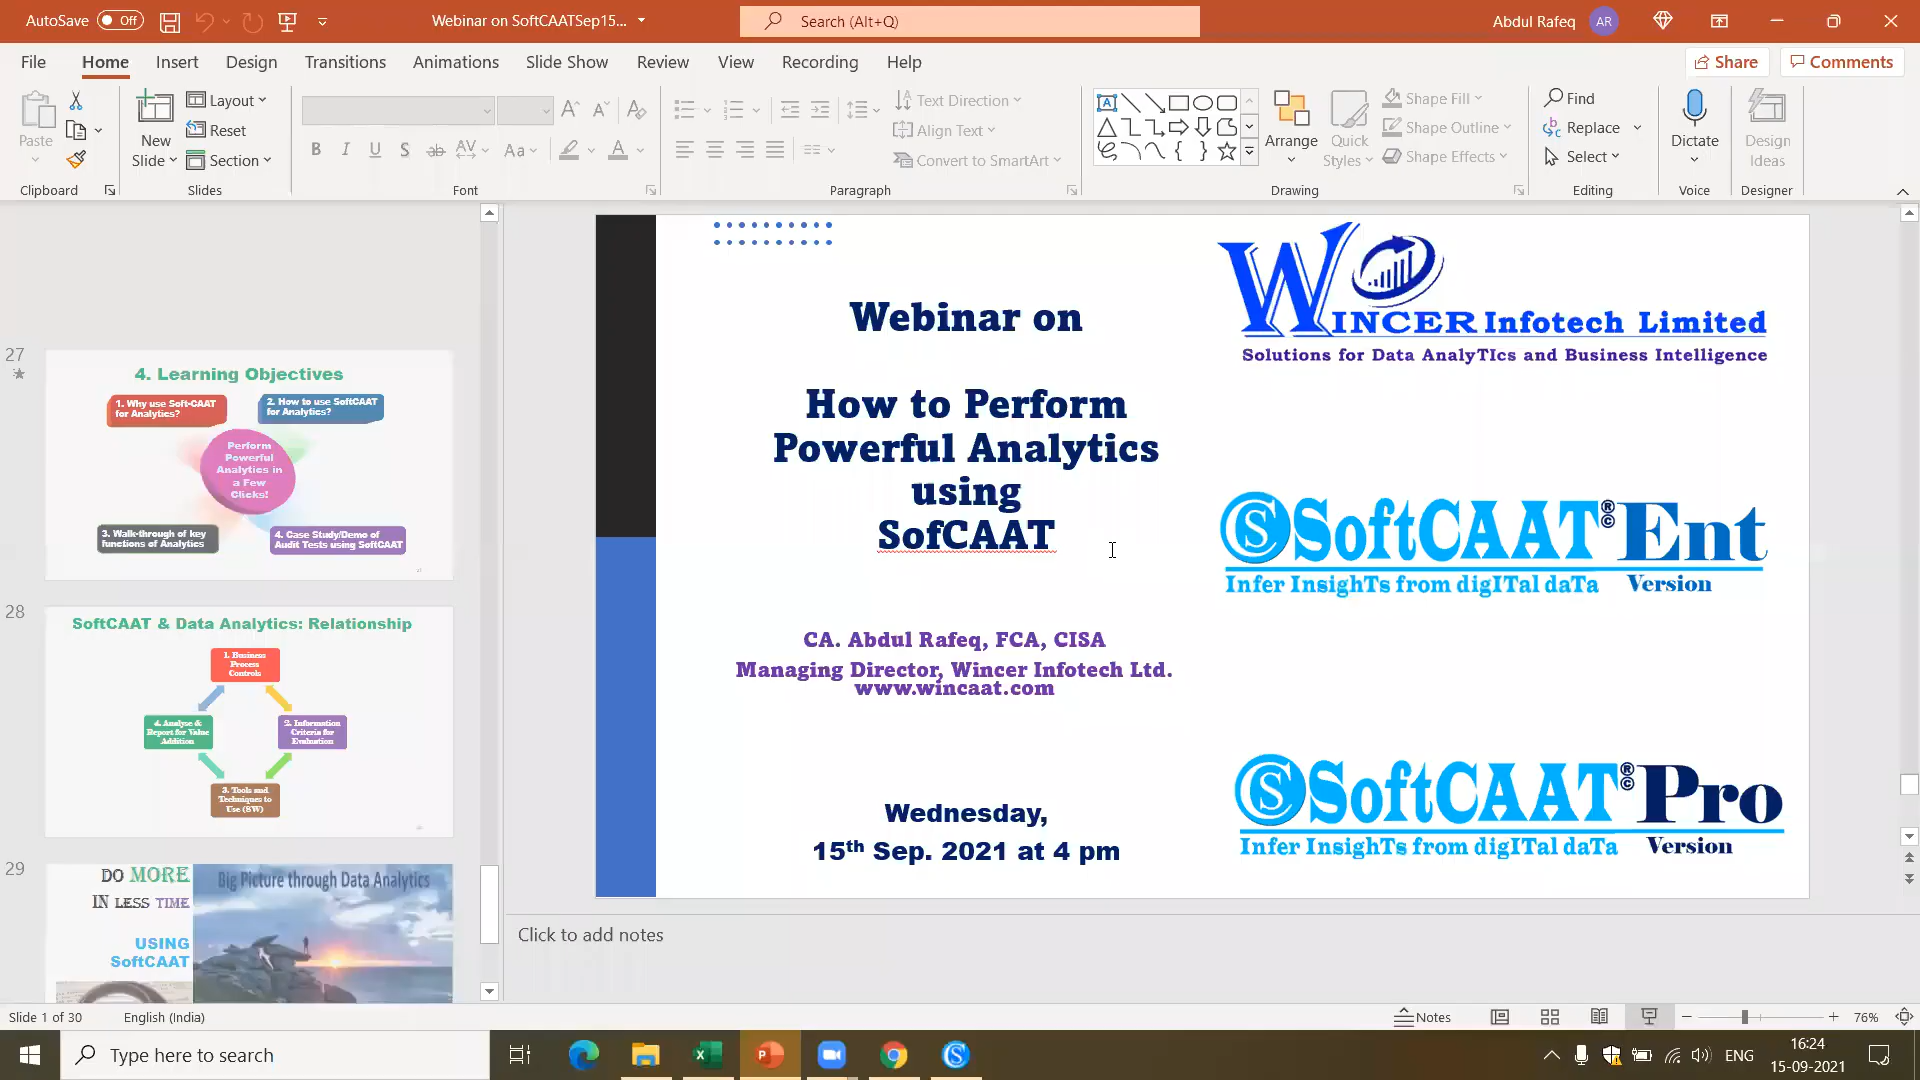 AutoSave Off
Webinar on SoftCAATSep15...
Search (Alt+Q)
Abdul Rafeq AR
File Home Insert Design Transitions Animations Slide Show Review View Recording Help
Share Comments
Paste
New
Slide
Layout
Reset
Section
Text Direction
Align Text
Convert to SmartArt
Arrange
Quick
Styles
Shape Fill
Shape Outline
Shape Effects
Find
Replace
Select
Dictate
Design
Ideas
Clipboard Slides Font Paragraph Drawing Editing Voice Designer
27
4. Learning Objectives
1. Why use Soft-CAAT
for Analytics?
2. How to use SoftCAAT
for Analytics?
Perform
Powerful
Analytics in
a Few
Clicks!
3. Walk-through of key
functions of Analytics
4. Case Study/Demo of
Audit Tests using SoftCAAT
28
SoftCAAT & Data Analytics: Relationship
1. Business
Process
Controls
4. Analyse &
Report for Value
Addition
2. Information
Criteria for
Evaluation
3. Tools and
Techniques to
Use (SW)
29
DO MORE
IN LESS TIME
USING
SoftCAAT
Big Picture through Data Analytics
Webinar on
How to Perform
Powerful Analytics
using
SofCAAT
CA. Abdul Rafeq, FCA, CISA
Managing Director, Wincer Infotech Ltd.
www.wincaat.com
Wednesday,
15th Sep. 2021 at 4 pm
WINCER Infotech Limited
Solutions for Data AnalyTIcs and Business Intelligence
SoftCAAT®© Ent
Infer InsighTs from digITal daTa Version
SoftCAAT®© Pro
Infer InsighTs from digITal daTa Version
Click to add notes
Slide 1 of 30 English (India)
Notes
76%
Type here to search
ENG
16:24
15-09-2021